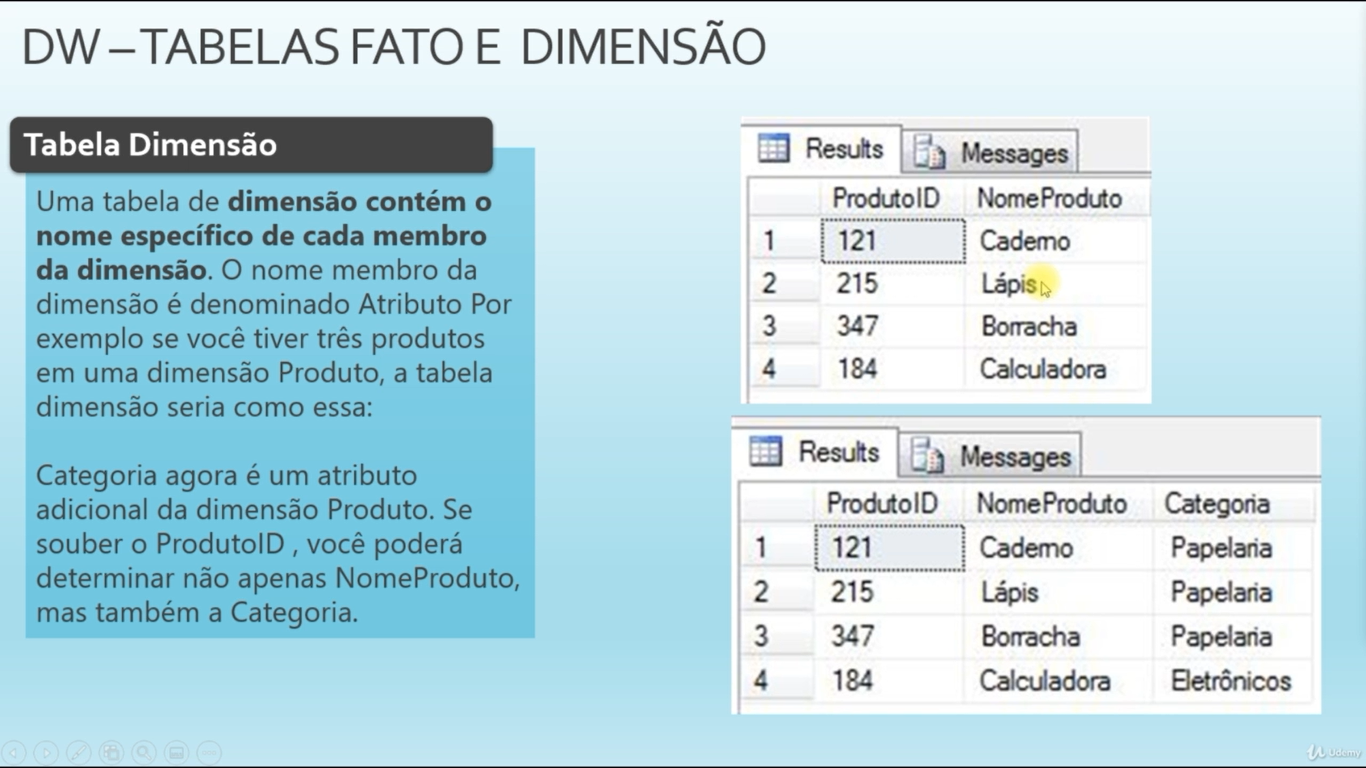 DW – TABELAS FATO E DIMENSÃO
Tabela Dimensão
Uma tabela de dimensão contém o
nome específico de cada membro
da dimensão. O nome membro da
dimensão é denominado Atributo Por
exemplo se você tiver três produtos
em uma dimensão Produto, a tabela
dimensão seria como essa:
Categoria agora é um atributo
adicional da dimensão Produto. Se
souber o ProdutoID , você poderá
determinar não apenas NomeProduto,
mas também a Categoria.
Results Messages
ProdutoID NomeProduto
1 121 Caderno
2 215 Lápis
3 347 Borracha
4 184 Calculadora
Results Messages
ProdutoID NomeProduto Categoria
1 121 Caderno Papelaria
2 215 Lápis Papelaria
3 347 Borracha Papelaria
4 184 Calculadora Eletrônicos
Udemy